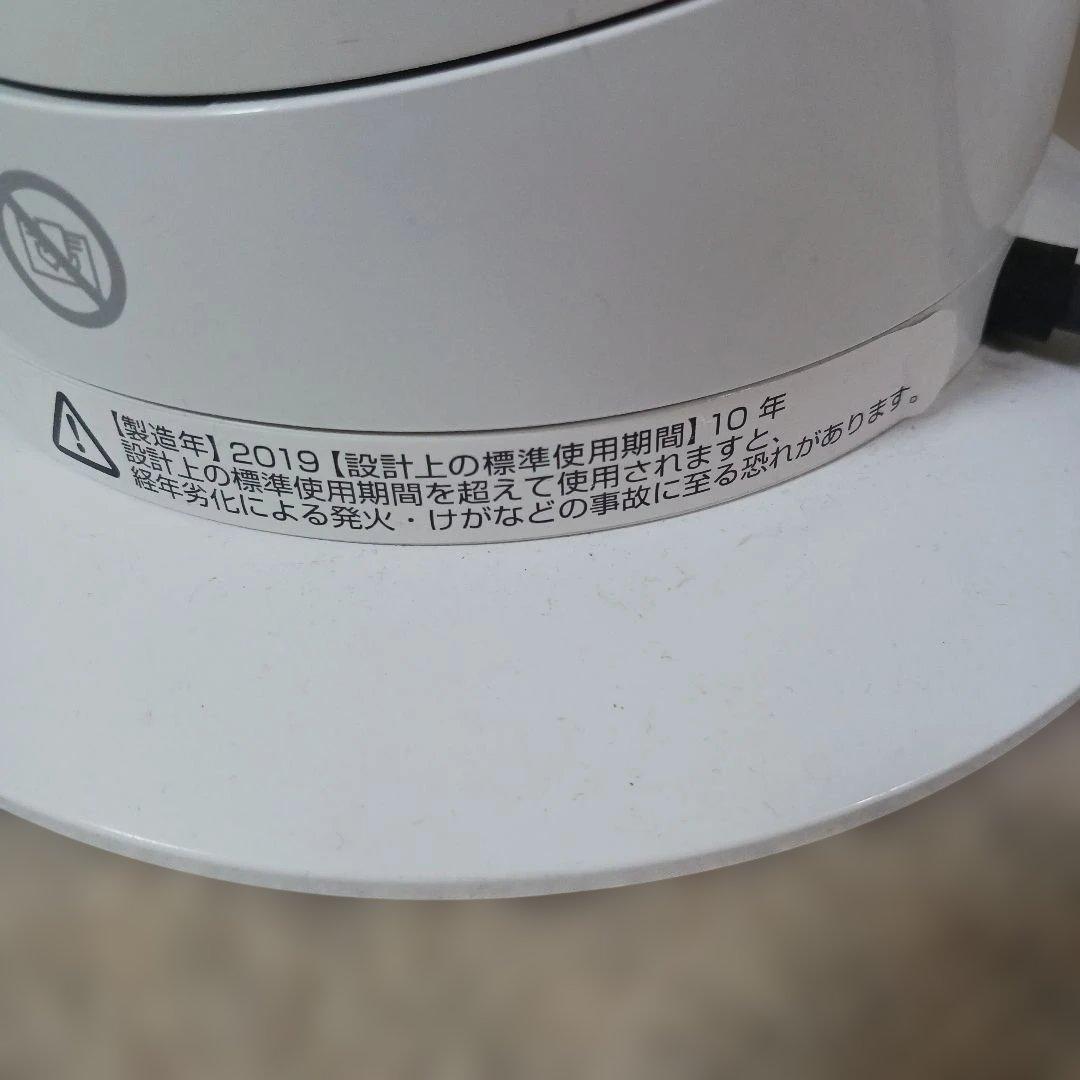 【製造年】2019【設計上の標準使用期間】10 年
設計上の標準使用期間を超えて使用されますと、
経年劣化による発火・けがなどの事故に至る恐れがあります。